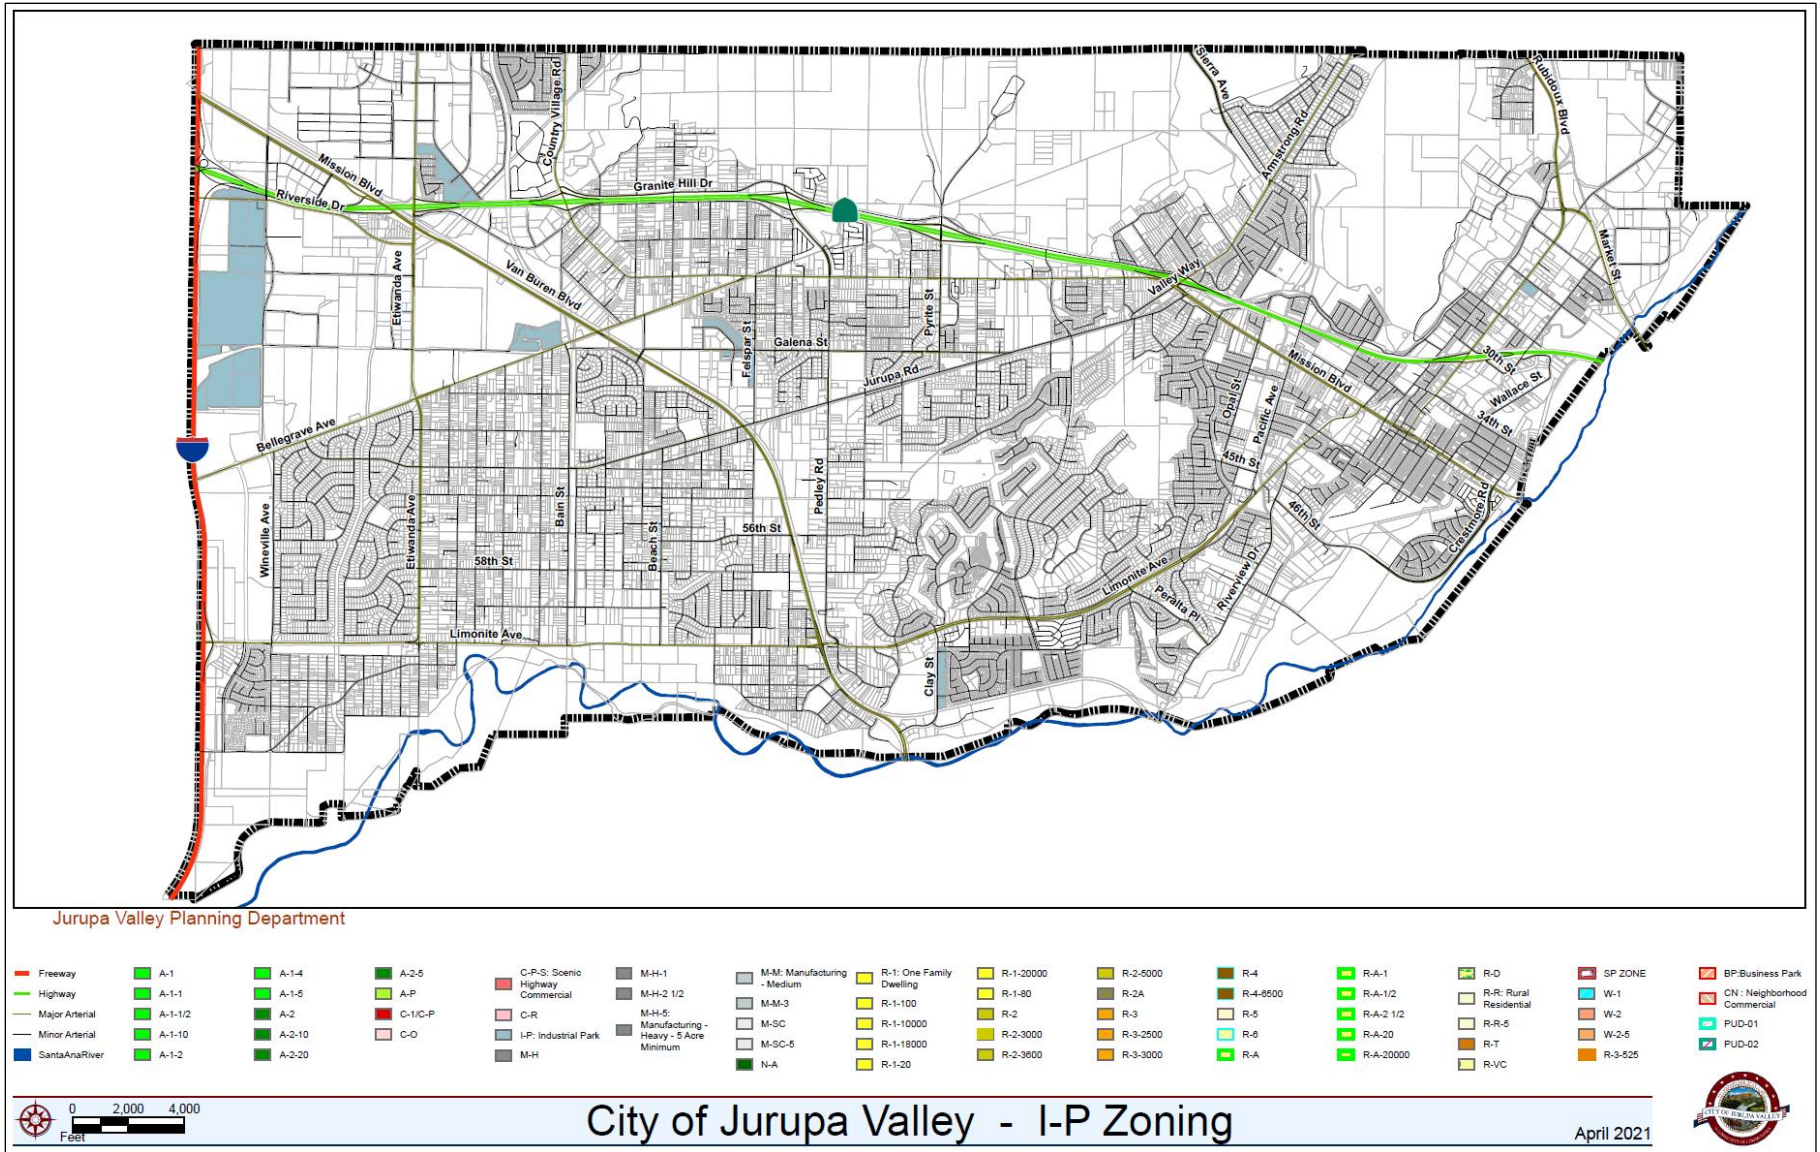 Sierra Ave
Rubidoux Blvd
Country Village Rd
Armstrong Rd
Mission Blvd
Granite Hill Dr
Riverside Dr
Market St
Etiwanda Ave
Van Buren Blvd
Valley Way
Pyrite St
Felspar St
Galena St
30th St
Mission Blvd
Jurupa Rd
Wallace St
Opal St
Pacific Ave
34th St
Bellegrave Ave
45th St
Pedley Rd
Wineville Ave
Etiwanda Ave
Bain St
Beach St
56th St
46th St
Crestmore Rd
58th St
Limonite Ave
Riverview Dr
Peralta Pl
Limonite Ave
Clay St
Jurupa Valley Planning Department
Freeway
Highway
Major Arterial
Minor Arterial
SantaAnaRiver
A-1
A-1-1
A-1-1/2
A-1-10
A-1-2
A-1-4
A-1-5
A-2
A-2-10
A-2-20
A-2-5
A-P
C-1/C-P
C-O
C-P-S: Scenic
Highway
Commercial
C-R
I-P: Industrial Park
M-H
M-H-1
M-H-2 1/2
M-H-5:
Manufacturing -
Heavy - 5 Acre
Minimum
M-M: Manufacturing
- Medium
M-M-3
M-SC
M-SC-5
N-A
R-1: One Family
Dwelling
R-1-100
R-1-10000
R-1-18000
R-1-20
R-1-20000
R-1-80
R-2
R-2-3000
R-2-3600
R-2-5000
R-2A
R-3
R-3-2500
R-3-3000
R-4
R-4-6500
R-5
R-6
R-A
R-A-1
R-A-1/2
R-A-2 1/2
R-A-20
R-A-20000
R-D
R-R: Rural
Residential
R-R-5
R-T
R-VC
SP ZONE
W-1
W-2
W-2-5
R-3-525
BP:Business Park
CN : Neighborhood
Commercial
PUD-01
PUD-02
0 2,000 4,000
Feet
City of Jurupa Valley - I-P Zoning
April 2021
CITY OF JURUPA VALLEY